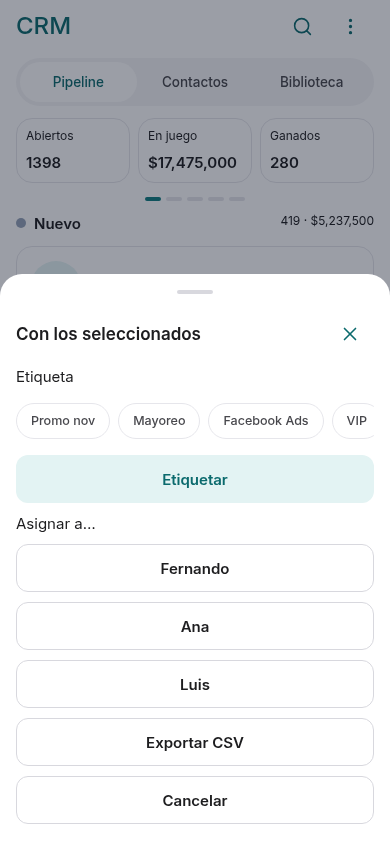 CRM
Pipeline Contactos Biblioteca
Abiertos En juego Ganados
1398 $17,475,000 280
Nuevo 419 · $5,237,500
Con los seleccionados
Etiqueta
Promo nov Mayoreo Facebook Ads VIP
Etiquetar
Asignar a...
Fernando
Ana
Luis
Exportar CSV
Cancelar